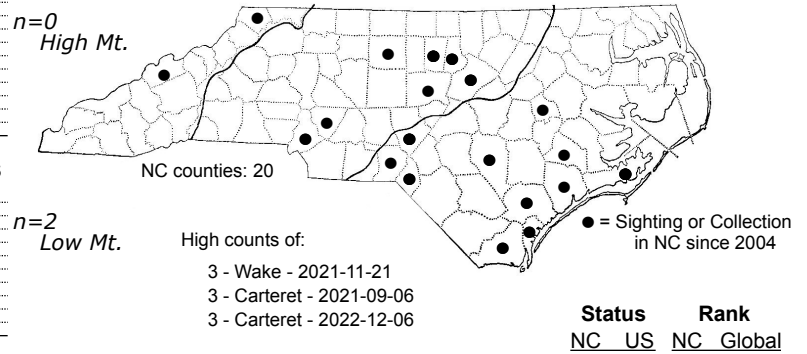 n=0
High Mt.
NC counties: 20
n=2
Low Mt.
High counts of:
3 - Wake - 2021-11-21
3 - Carteret - 2021-09-06
3 - Carteret - 2022-12-06
● = Sighting or Collection
in NC since 2004
Status Rank
NC US NC Global